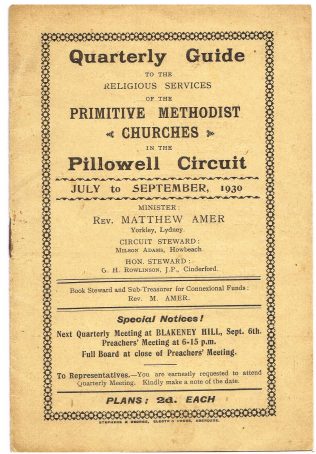 Quarterly Guide
TO THE
RELIGIOUS SERVICES
OF THE
PRIMITIVE METHODIST
CHURCHES
IN THE
Pillowell Circuit
JULY to SEPTEMBER, 1930
MINISTER:
REV. MATTHEW AMER
Yorkley, Lydney.
CIRCUIT STEWARD:
MILSON ADAMS, Howbeach.
HON. STEWARD:
G. H. ROWLINSON, J.P., Cinderford.
Book Steward and Sub-Treasurer for Connexional Funds:
Rev. M. AMER.
Special Notices!
Next Quarterly Meeting at BLAKENEY HILL, Sept. 6th.
Preachers' Meeting at 6-15 p.m.
Full Board at close of Preachers' Meeting.
To Representatives.—You are earnestly requested to attend
Quarterly Meeting. Kindly make a note of the date.
PLANS: 2d. EACH
STEPHENS & GEORGE,